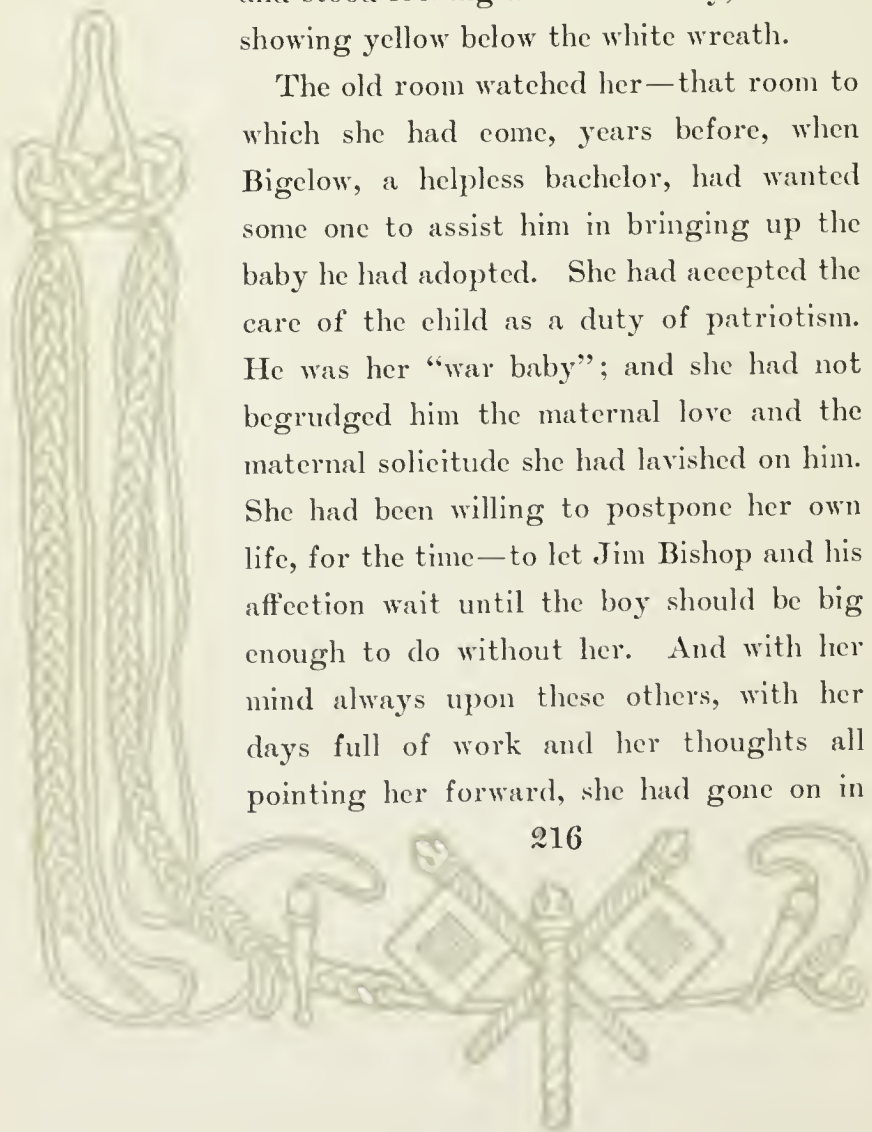 showing yellow below the white wreath.
The old room watched her—that room to
which she had come, years before, when
Bigelow, a helpless bachelor, had wanted
some one to assist him in bringing up the
baby he had adopted. She had accepted the
care of the child as a duty of patriotism.
He was her “war baby”; and she had not
begrudged him the maternal love and the
maternal solicitude she had lavished on him.
She had been willing to postpone her own
life, for the time—to let Jim Bishop and his
affection wait until the boy should be big
enough to do without her. And with her
mind always upon these others, with her
days full of work and her thoughts all
pointing her forward, she had gone on in
216